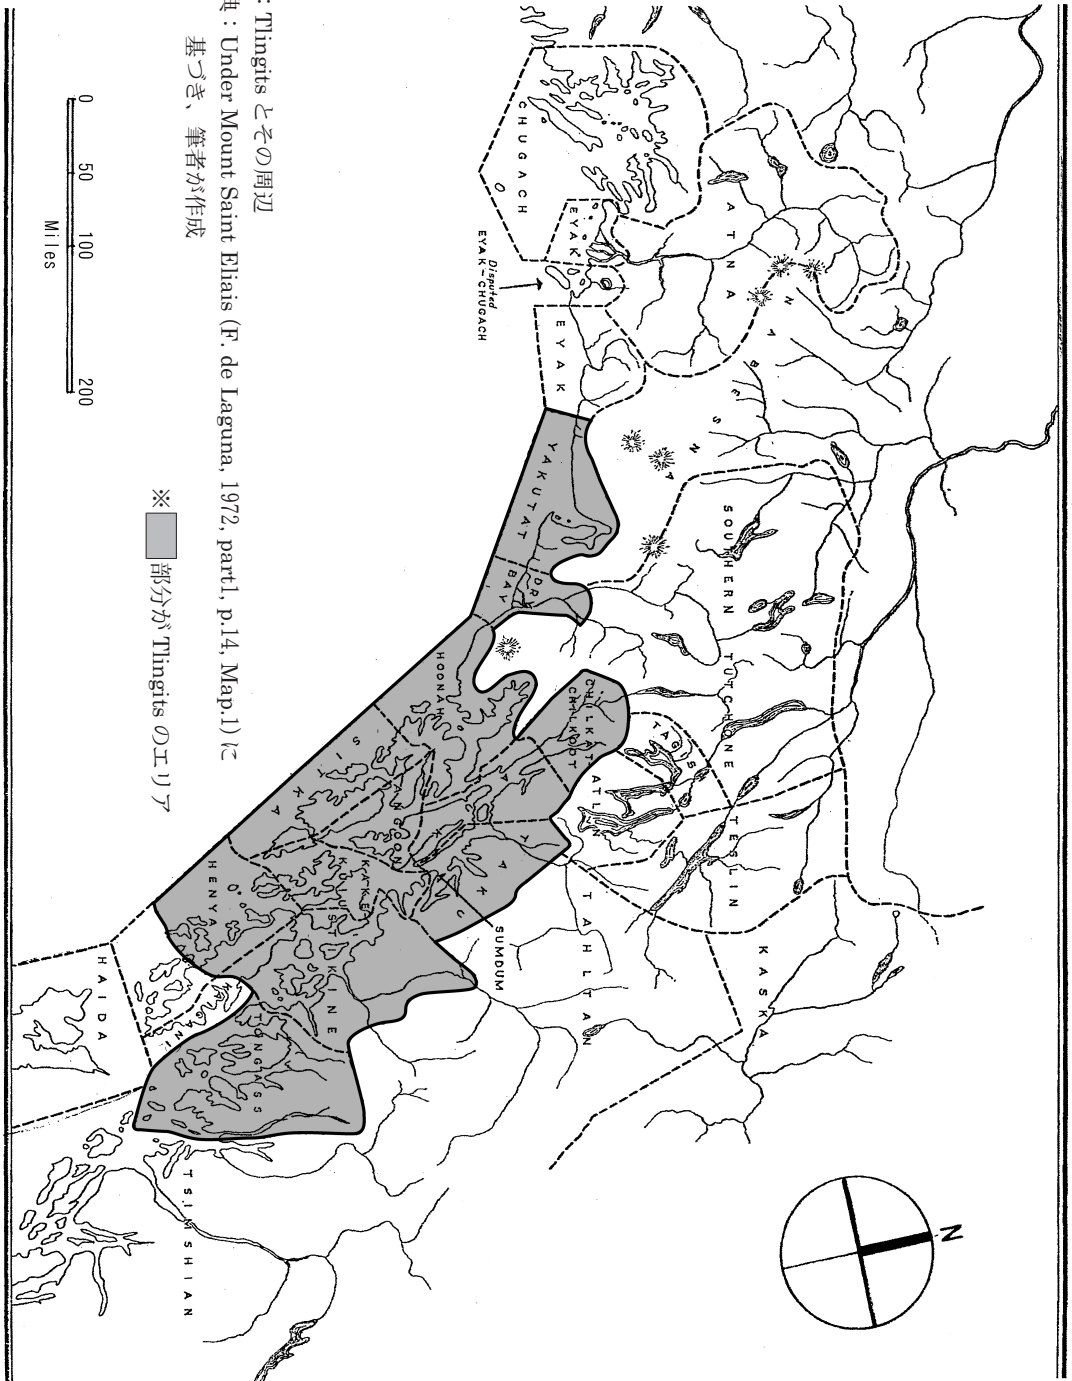 : Tlingits とその周辺
典 : Under Mount Saint Eliais (F. de Laguna, 1972, part1, p.14, Map.1) に
基づき、筆者が作成
※ 部分が Tlingits のエリア
0 50 100 200
Miles
N
CHUGACH
EYAK
Disputed
EYAK-CHUGACH
EYAK
ATNA
NABESNA
YAKUTAT
DRY
BAY
SOUTHERN TUTCHONE
HOONAH
CHILKAT
CHILKOOT
TAGISH
ATLIN
TESLIN
SITKA
ANGOON
TAKU
KAKE
KUIU
SUMDUM
TAHLTAN
KASKA
HENYA
STIKINE
KAIGANI
TONGASS
HAIDA
TSIMSHIAN